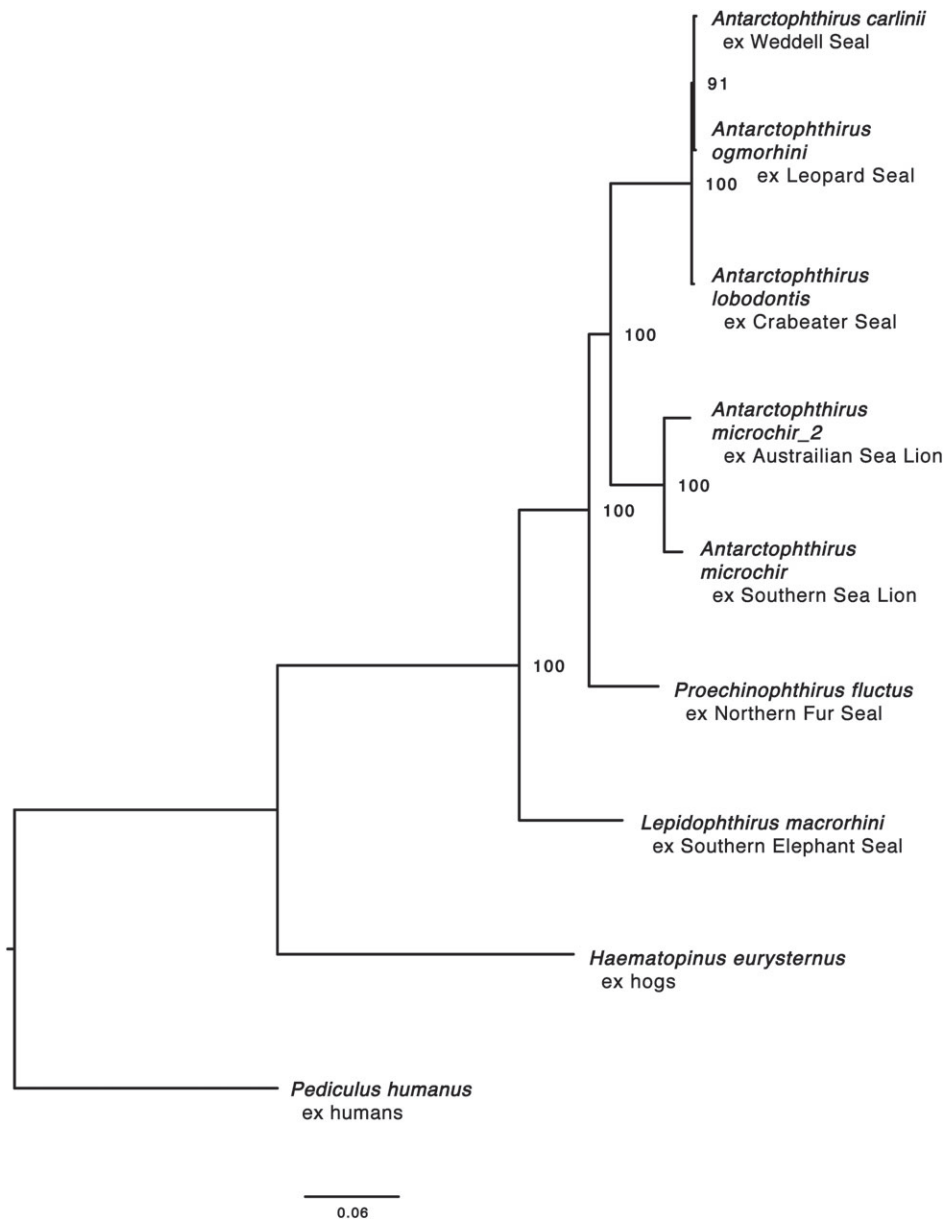 Antarctophthirus carlinii
ex Weddell Seal
91
Antarctophthirus
ogmorhini
ex Leopard Seal
100
Antarctophthirus
lobodontis
ex Crabeater Seal
100
Antarctophthirus
microchir_2
ex Austrailian Sea Lion
100
100
Antarctophthirus
microchir
ex Southern Sea Lion
100
Proechinophthirus fluctus
ex Northern Fur Seal
Lepidophthirus macrorhini
ex Southern Elephant Seal
Haematopinus eurysternus
ex hogs
Pediculus humanus
ex humans
0.06